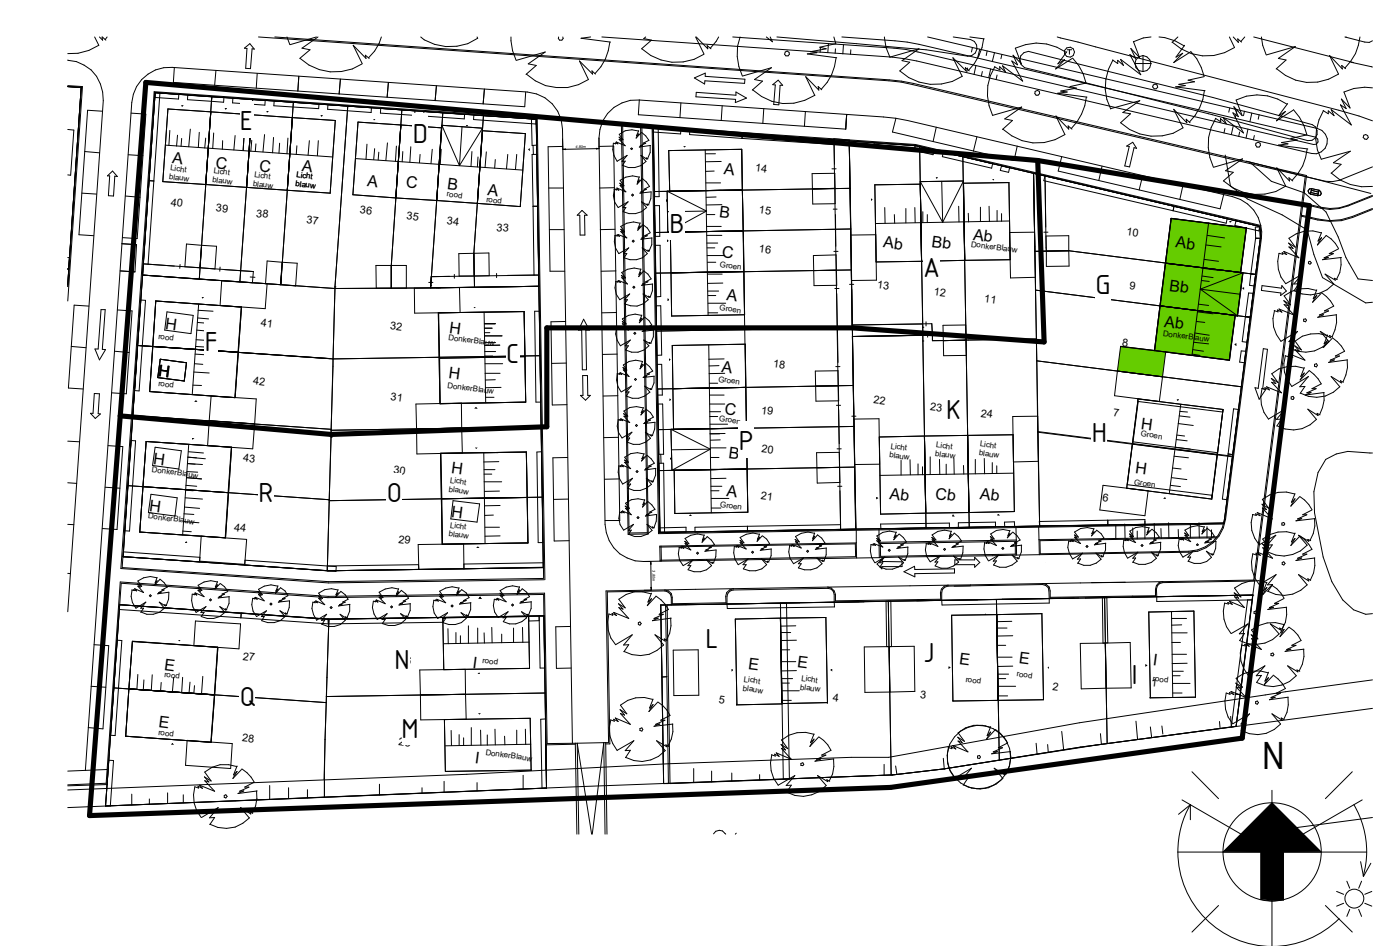 E
D
A
Licht
blauw
C
Licht
blauw
C
Licht
blauw
A
Licht
blauw
40
39
38
37
A
C
B
rood
A
rood
36
35
34
33
A
14
B
B
15
C
Groen
16
A
Groen
Ab
Bb
Ab
DonkerBlauw
A
13
12
11
10
Ab
G
9
Bb
Ab
DonkerBlauw
8
H
rood
F
H
rood
41
42
32
31
H
DonkerBlauw
C
H
DonkerBlauw
A
Groen
18
C
Groen
19
P
B
20
A
Groen
21
22
23
K
24
Licht
blauw
Licht
blauw
Licht
blauw
Ab
Cb
Ab
7
H
H
Groen
H
Groen
6
H
DonkerBlauw
H
DonkerBlauw
43
R
44
30
O
29
H
Licht
blauw
H
Licht
blauw
E
rood
E
rood
27
Q
28
N
I rood
M
I DonkerBlauw
L
E
Licht
blauw
E
Licht
blauw
5
4
J
E
rood
E
rood
3
2
I
I
rood
N